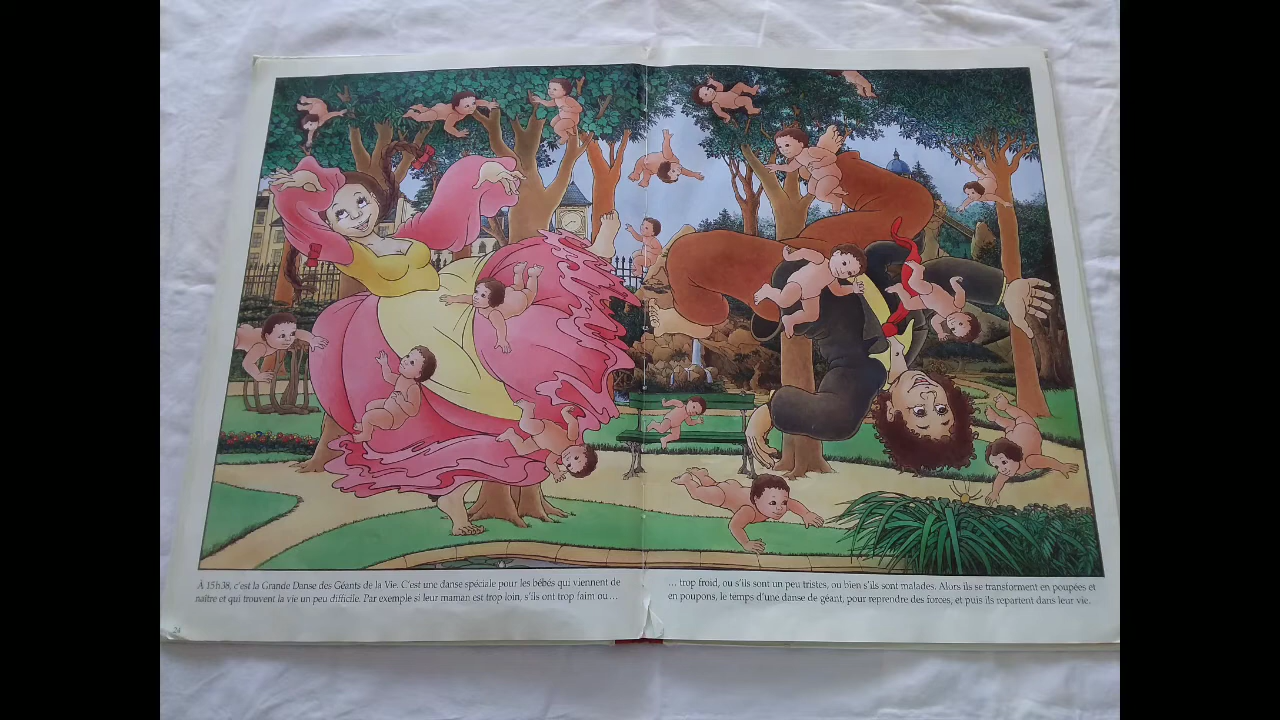 À 15h38, c'est la Grande Danse des Géants de la Vie. C'est une danse spéciale pour les bébés qui viennent de
naître et qui trouvent la vie un peu difficile. Par exemple si leur maman est trop loin, s'ils ont trop faim ou…
… trop froid, ou s'ils sont un peu tristes, ou bien s'ils sont malades. Alors ils se transforment en poupées et
en poupons, le temps d'une danse de géant, pour reprendre des forces, et puis ils repartent dans leur vie.
24